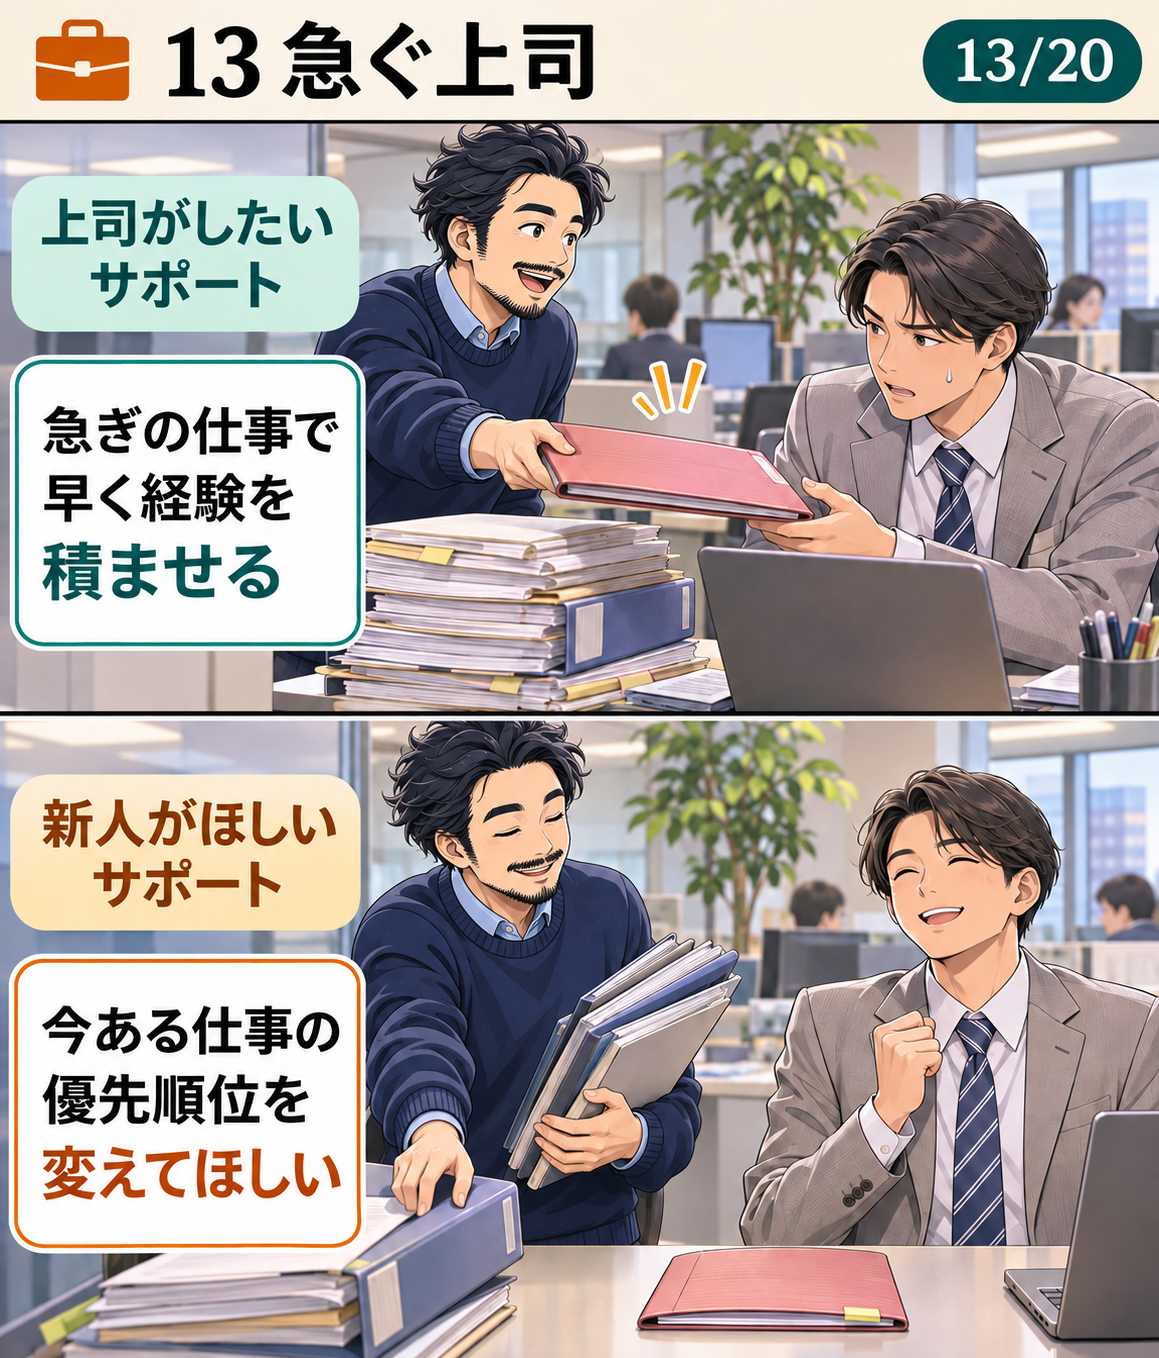 13 急ぐ上司
13/20
上司がしたい
サポート
急ぎの仕事で
早く経験を
積ませる
新人がほしい
サポート
今ある仕事の
優先順位を
変えてほしい